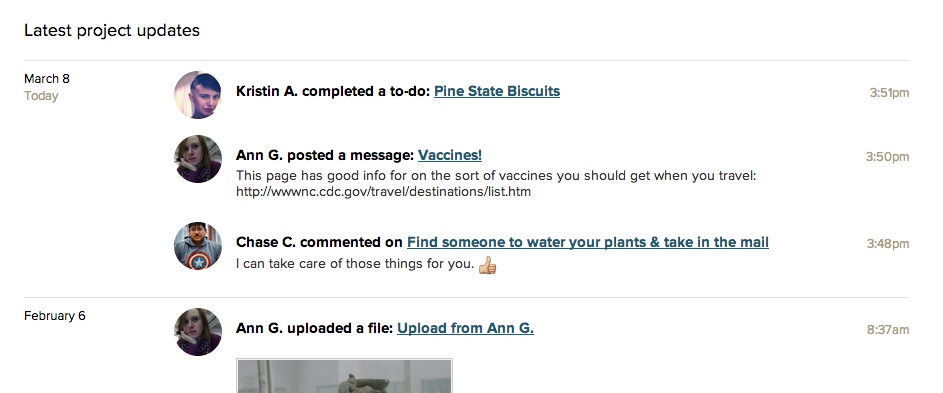 Latest project updates
March 8
Today
Kristin A. completed a to-do: Pine State Biscuits
3:51pm
Ann G. posted a message: Vaccines!
3:50pm
This page has good info for on the sort of vaccines you should get when you travel:
http://wwwnc.cdc.gov/travel/destinations/list.htm
Chase C. commented on Find someone to water your plants & take in the mail
3:48pm
I can take care of those things for you. 👍
February 6
Ann G. uploaded a file: Upload from Ann G.
8:37am